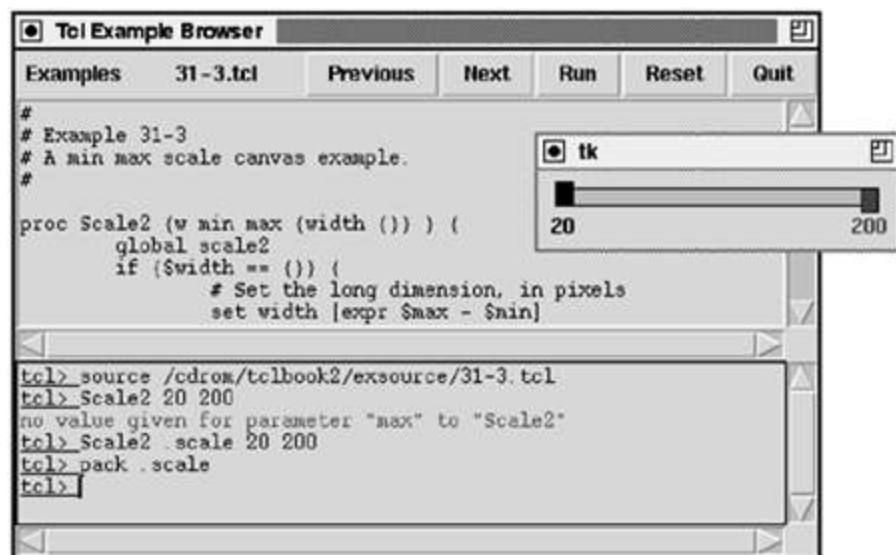 Tcl Example Browser
Examples 31-3.tcl Previous Next Run Reset Quit
#
# Example 31-3
# A min max scale canvas example.
#
proc Scale2 {w min max {width {}} } {
global scale2
if {$width == {}} {
# Set the long dimension, in pixels
set width [expr $max - $min]
tk
20 200
tcl> source /cdrom/tclbook2/exsource/31-3.tcl
tcl> Scale2 20 200
no value given for parameter "max" to "Scale2"
tcl> Scale2 .scale 20 200
tcl> pack .scale
tcl>